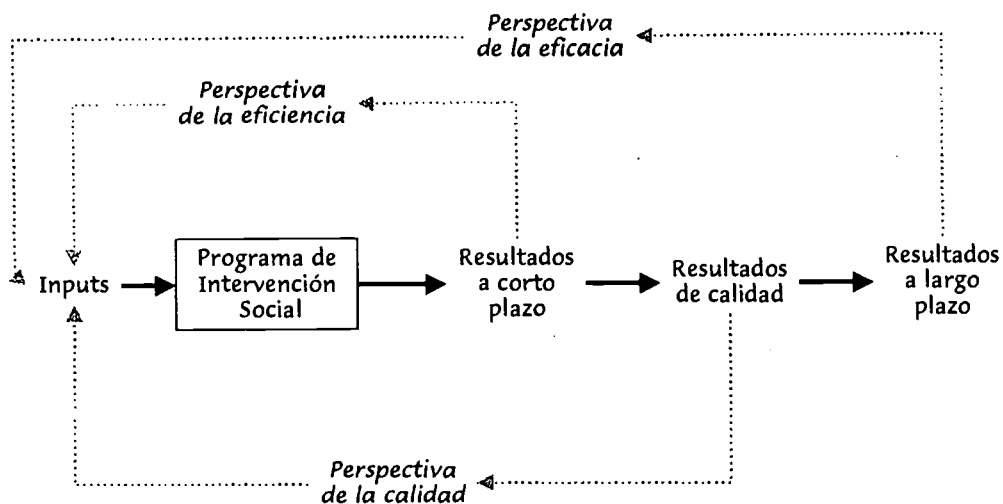 Perspectiva
de la eficacia
Perspectiva
de la eficiencia
Inputs
Programa de
Intervención
Social
Resultados
a corto
plazo
Resultados
de calidad
Resultados
a largo
plazo
Perspectiva
de la calidad